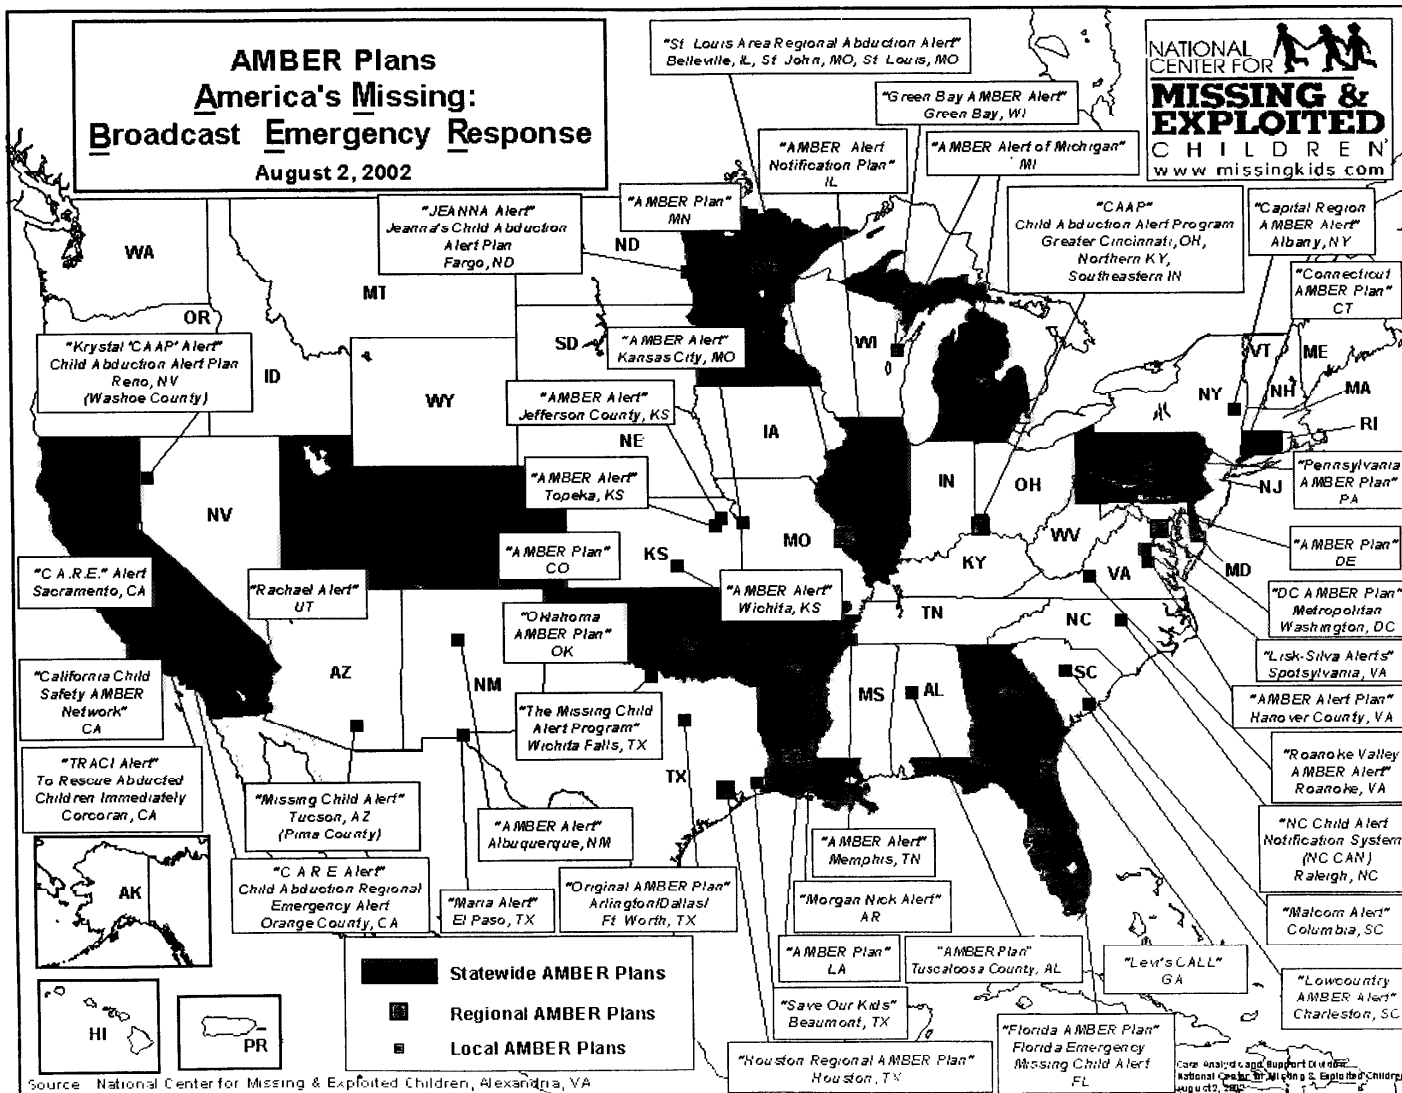 AMBER Plans
America's Missing:
Broadcast Emergency Response
August 2, 2002
"St Louis Area Regional Abduction Alert"
Belleville, IL, St John, MO, St Louis, MO
NATIONAL
CENTER FOR
MISSING &
EXPLOITED
CHILDREN
www missingkids com
"Green Bay AMBER Alert"
Green Bay, WI
"AMBER Alert
Notification Plan"
IL
"AMBER Alert of Michigan"
MI
"CAAP"
Child Abduction Alert Program
Greater Cincinnati, OH,
Northern KY,
Southeastern IN
"Capital Region
AMBER Alert"
Albany, NY
"Connecticut
AMBER Plan"
CT
"JEANNA Alert"
Jeanna's Child Abduction
Alert Plan
Fargo, ND
"AMBER Plan"
MN
"Krystal 'CAAP' Alert"
Child Abduction Alert Plan
Reno, NV
(Washoe County)
"AMBER Alert"
Kansas City, MO
"AMBER Alert"
Jefferson County, KS
"AMBER Alert"
Topeka, KS
"AMBER Plan"
CO
"AMBER Alert"
Wichita, KS
"Pennsylvania
AMBER Plan"
PA
"AMBER Plan"
DE
"DC AMBER Plan"
Metropolitan
Washington, DC
"Lisk-Silva Alerts"
Spotsylvania, VA
"AMBER Alert Plan"
Hanover County, VA
"Roanoke Valley
AMBER Alert"
Roanoke, VA
"NC Child Alert
Notification System"
(NC CAN)
Raleigh, NC
"Malcom Alert"
Columbia, SC
"Lowcountry
AMBER Alert"
Charleston, SC
"C A.R.E." Alert
Sacramento, CA
"Rachael Alert"
UT
"Oklahoma
AMBER Plan"
OK
"California Child
Safety AMBER
Network"
CA
"TRACI Alert"
To Rescue Abducted
Children Immediately
Corcoran, CA
"Missing Child Alert"
Tucson, AZ
(Pima County)
"The Missing Child
Alert Program"
Wichita Falls, TX
"AMBER Alert"
Albuquerque, NM
"C A R E Alert"
Child Abduction Regional
Emergency Alert
Orange County, CA
"Maria Alert"
El Paso, TX
"Original AMBER Plan"
Arlington/Dallas/
Ft Worth, TX
"AMBER Alert"
Memphis, TN
"Morgan Nick Alert"
AR
"AMBER Plan"
LA
"AMBER Plan"
Tuscaloosa County, AL
"Levi's CALL"
GA
"Save Our Kids"
Beaumont, TX
"Houston Regional AMBER Plan"
Houston, TX
"Florida AMBER Plan"
Florida Emergency
Missing Child Alert
FL
WA
OR
MT
ID
WY
ND
SD
NE
NV
AZ
NM
KS
TX
IA
MO
WI
IN
OH
KY
TN
MS
AL
WV
VA
NC
SC
NY
VT
NH
ME
MA
RI
NJ
MD
AK
HI
PR
Statewide AMBER Plans
Regional AMBER Plans
Local AMBER Plans
Source National Center for Missing & Exploited Children, Alexandria, VA
Case Analysis and Support Division
National Center for Missing & Exploited Children
August 2, 2002